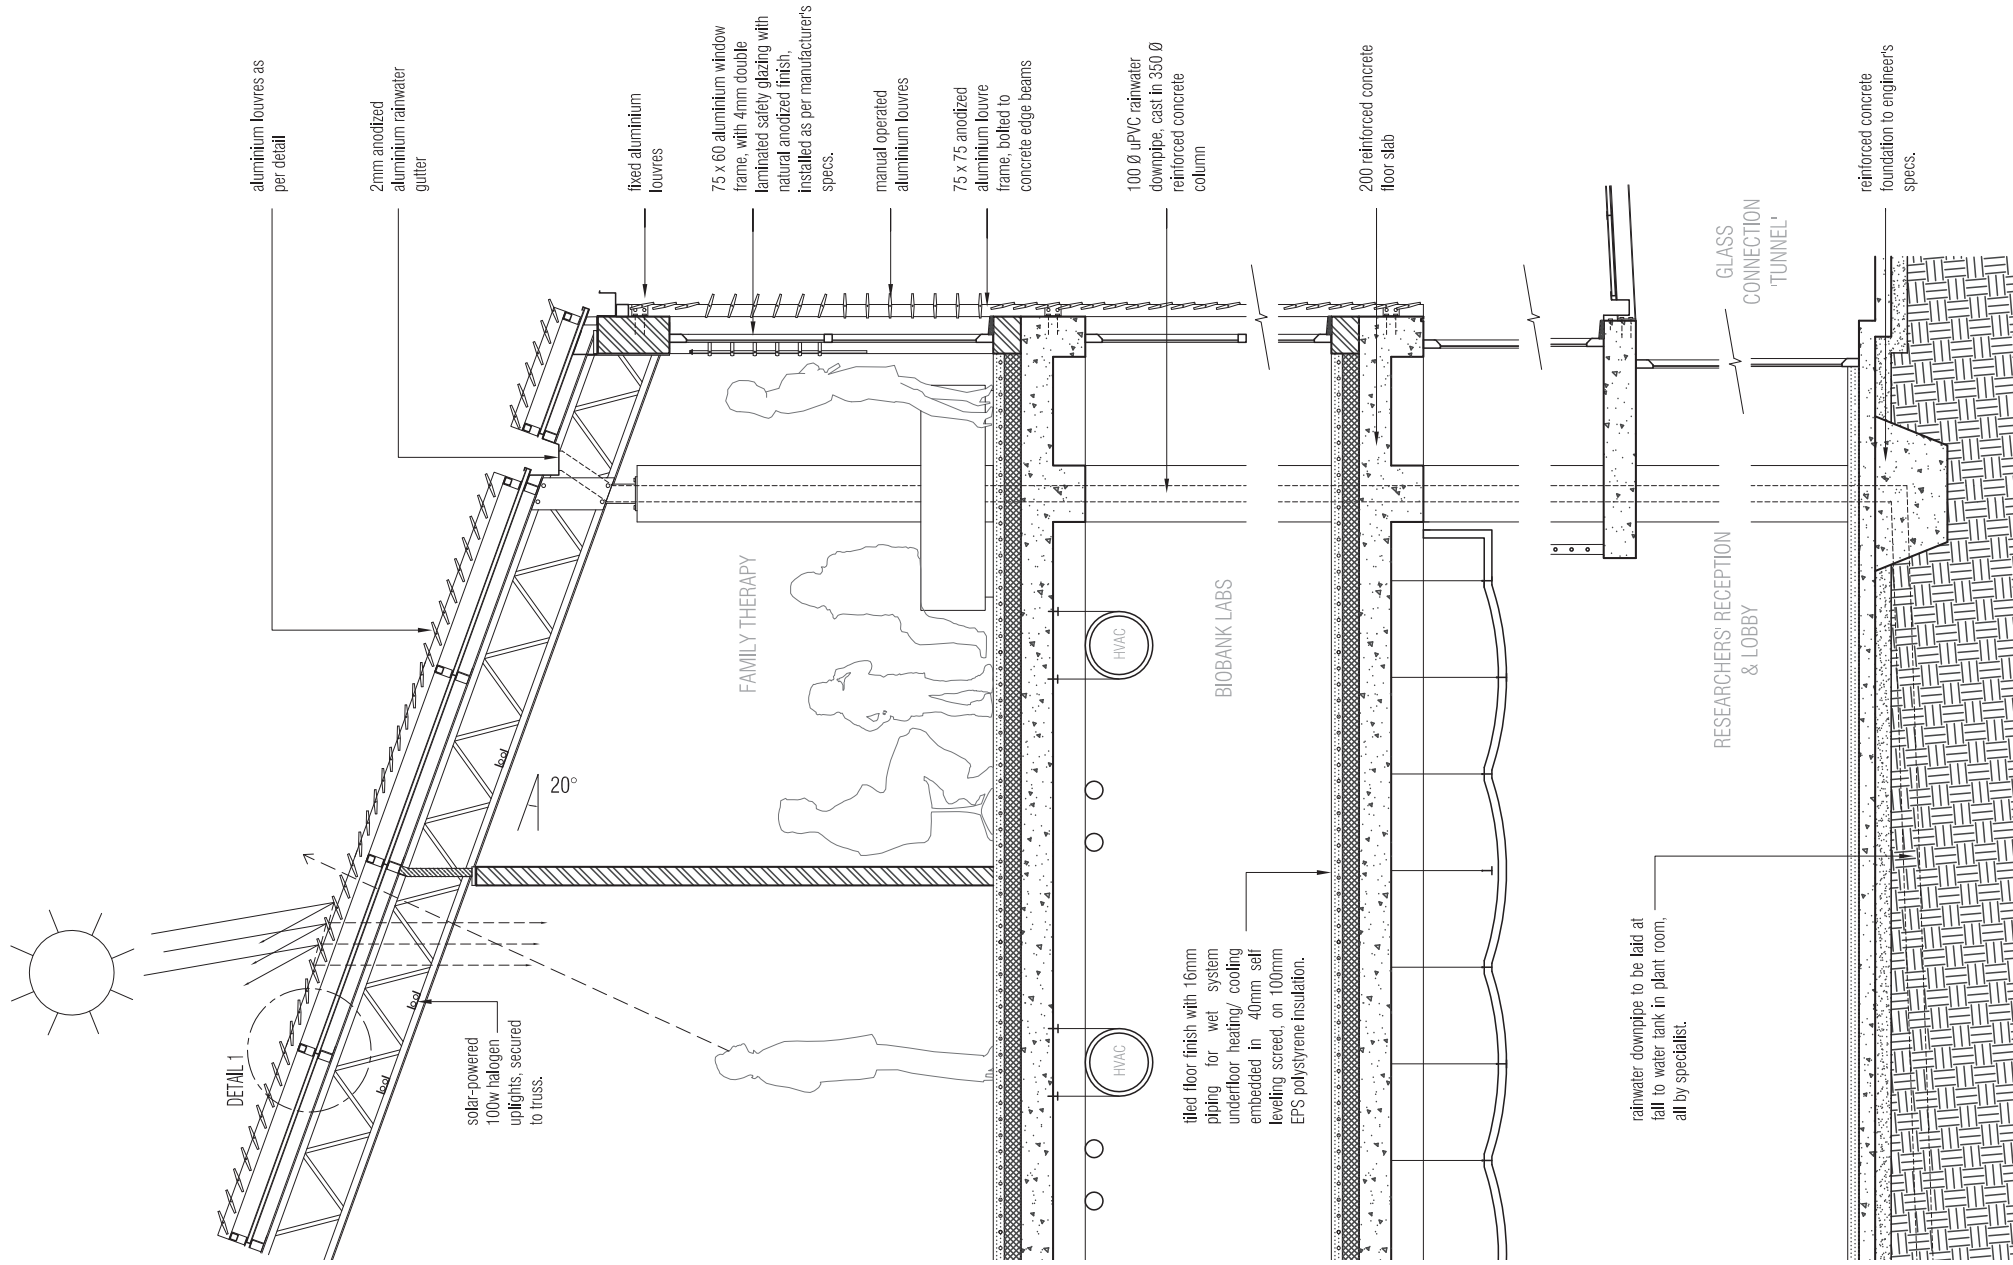 aluminium louvres as
per detail
2mm anodized
aluminium rainwater
gutter
fixed aluminium
louvres
75 x 60 aluminium window
frame, with 4mm double
laminated safety glazing with
natural anodized finish,
installed as per manufacturer's
specs.
manual operated
aluminium louvres
75 x 75 anodized
aluminium louvre
frame, bolted to
concrete edge beams
100 Ø uPVC rainwater
downpipe, cast in 350 Ø
reinforced concrete
column
200 reinforced concrete
floor slab
reinforced concrete
foundation to engineer's
specs.
GLASS
CONNECTION
'TUNNEL'
FAMILY THERAPY
BIOBANK LABS
RESEARCHERS' RECEPTION
& LOBBY
HVAC
HVAC
20°
DETAIL 1
solar-powered
100w halogen
uplights, secured
to truss.
tiled floor finish with 16mm
piping for wet system
underfloor heating/ cooling
embedded in 40mm self
leveling screed, on 100mm
EPS polystyrene insulation.
rainwater downpipe to be laid at
fall to water tank in plant room,
all by specialist.